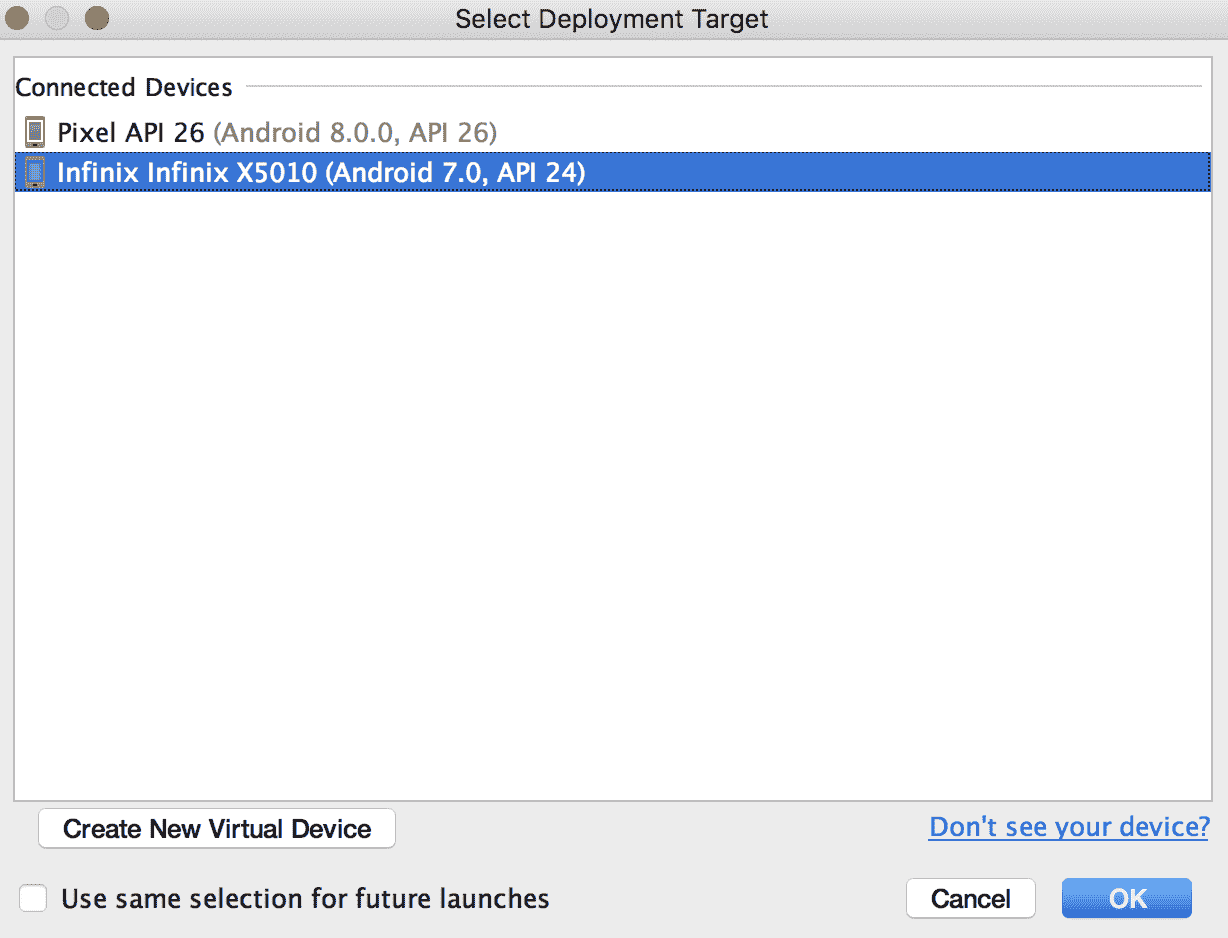 Select Deployment Target
Connected Devices
Pixel API 26 (Android 8.0.0, API 26)
Infinix Infinix X5010 (Android 7.0, API 24)
Create New Virtual Device
Don't see your device?
Use same selection for future launches
Cancel
OK